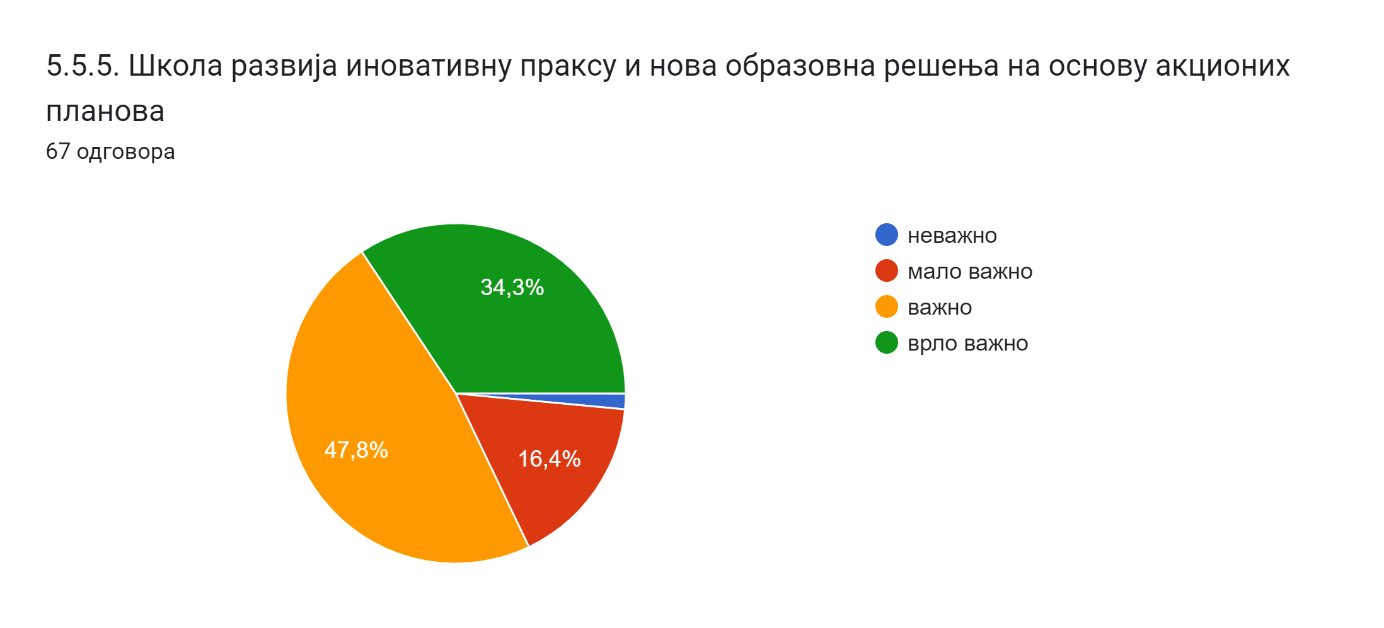 5.5.5. Школа развија иновативну праксу и нова образовна решења на основу акционих
планова
67 одговора
неважно
мало важно
важно
врло важно
34,3%
47,8%
16,4%